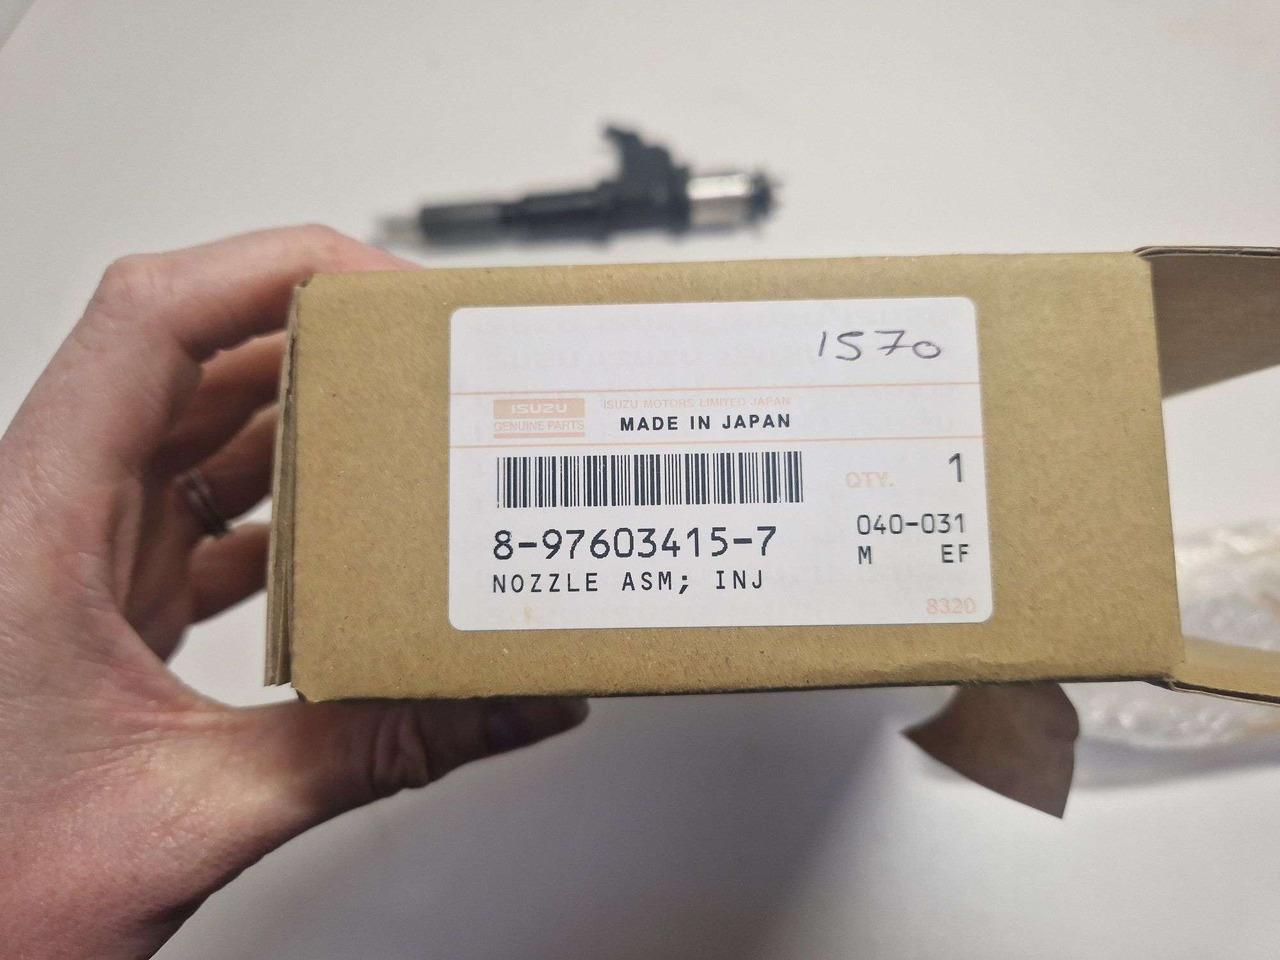 1570
ISUZU
GENUINE PARTS
ISUZU MOTORS LIMITED JAPAN
MADE IN JAPAN
QTY. 1
8-97603415-7
040-031
NOZZLE ASM; INJ
M EF
8320